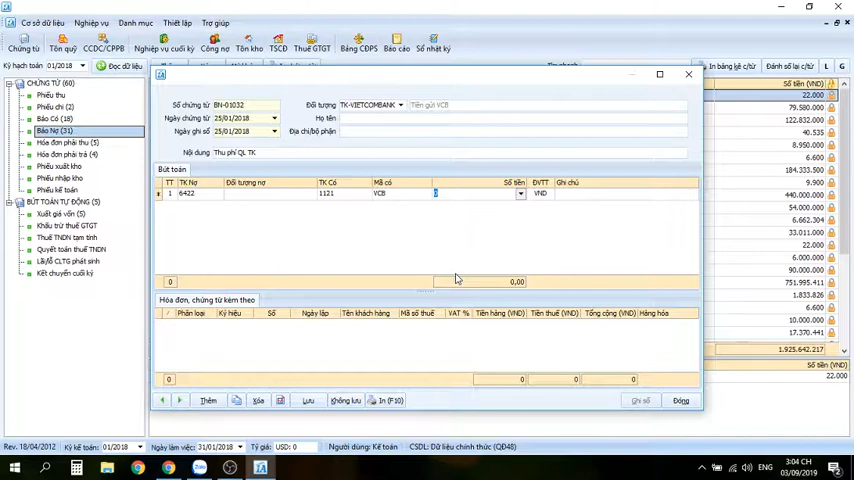 Cơ sở dữ liệu Nghiệp vụ Danh mục Thiết lập Trợ giúp
Chứng từ Tồn quỹ CCDC/CPPB Nghiệp vụ cuối kỳ Công nợ Tồn kho TSCĐ Thuế GTGT Bảng CĐPS Báo cáo Sổ nhật ký
Kỳ hạch toán 01/2018 Đọc dữ liệu In bảng kê c/từ Đánh số lại c/từ L G
CHỨNG TỪ (60)
Phiếu thu
Phiếu chi (2)
Báo Có (18)
Báo Nợ (31)
Hóa đơn phải thu (5)
Hóa đơn phải trả (4)
Phiếu xuất kho
Phiếu nhập kho
Phiếu kế toán
BÚT TOÁN TỰ ĐỘNG (5)
Xuất giá vốn (5)
Khấu trừ thuế GTGT
Thuế TNDN tạm tính
Quyết toán thuế TNDN
Lãi/lỗ CLTG phát sinh
Kết chuyển cuối kỳ
Số chứng từ BN-01032 Đối tượng TK-VIETCOMBANK Tiền gửi VCB
Ngày chứng từ 25/01/2018 Họ tên
Ngày ghi sổ 25/01/2018 Địa chỉ/bộ phận
Nội dung Thu phí QL TK
Bút toán
TT TK Nợ Đối tượng nợ TK Có Mã có Số tiền ĐVTT Ghi chú
1 6422 1121 VCB 0 VND
0 0,00
Hóa đơn, chứng từ kèm theo
/ Phân loại Ký hiệu Số Ngày lập Tên khách hàng Mã số thuế VAT % Tiền hàng (VND) Tiền thuế (VND) Tổng cộng (VND) Hàng hóa
0 0 0 0
Thêm Xóa Lưu Không lưu In (F10) Ghi sổ Đóng
Số tiền (VND)
22.000
79.580.000
122.832.000
40.535
8.950.000
6.600
184.333.500
9.900
440.000.000
54.000.000
6.662.304
33.011.000
22.000
6.000.000
90.000.000
751.995.411
1.833.826
6.600
10.000.000
17.370.441
1.925.642.217
Số tiền (VND)
22.000
Rev. 18/04/2012 Kỳ kế toán: 01/2018 Ngày làm việc: 31/01/2018 Tỷ giá: USD: 0 Người dùng: Kế toán CSDL: Dữ liệu chính thức (QĐ48)
ENG 3:04 CH
03/09/2019
2